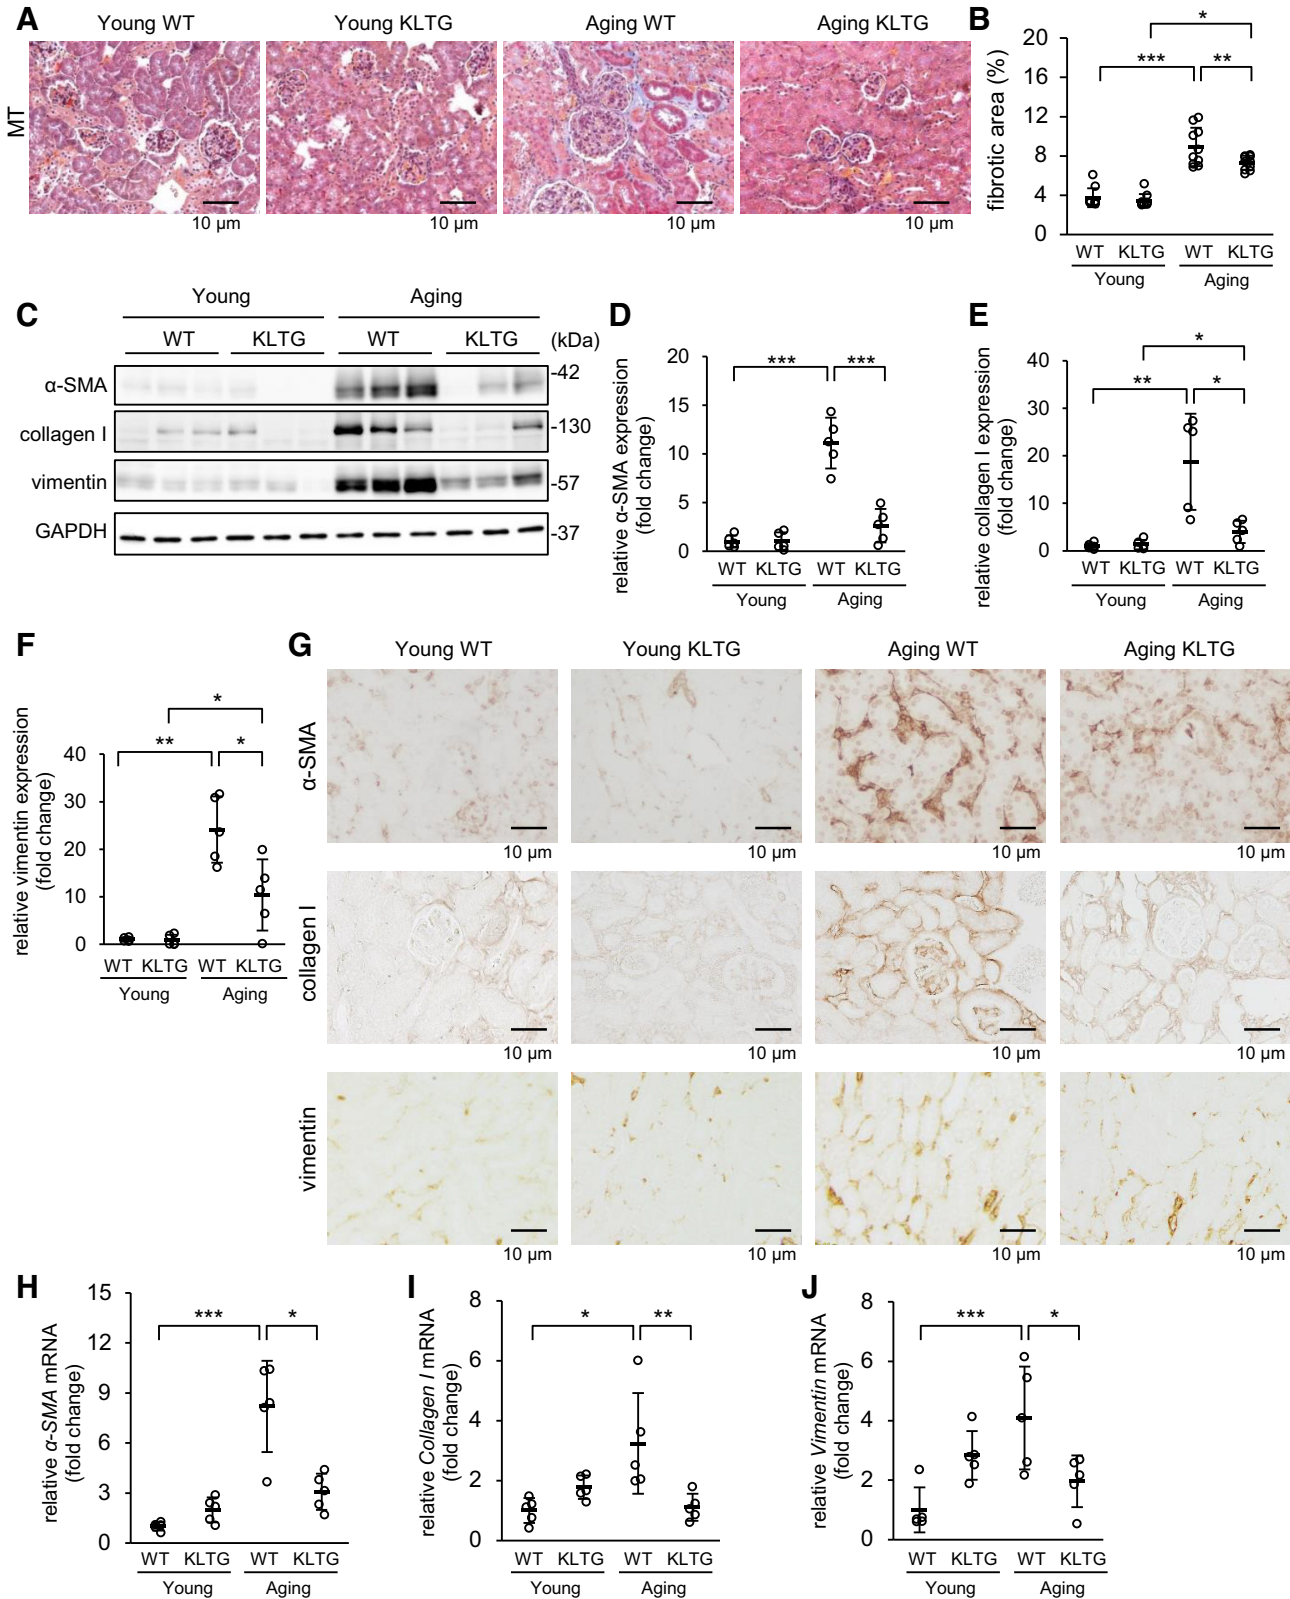 A
Young WT
Young KLTG
Aging WT
Aging KLTG
MT
10 µm
10 µm
10 µm
10 µm
B
fibrotic area (%)
20
16
12
8
4
0
***
**
*
WT
KLTG
WT
KLTG
Young
Aging
C
Young
Aging
WT
KLTG
WT
KLTG
(kDa)
α-SMA
-42
collagen I
-130
vimentin
-57
GAPDH
-37
D
relative α-SMA expression
(fold change)
20
15
10
5
0
***
***
WT
KLTG
WT
KLTG
Young
Aging
E
relative collagen I expression
(fold change)
40
30
20
10
0
*
**
*
WT
KLTG
WT
KLTG
Young
Aging
F
relative vimentin expression
(fold change)
40
30
20
10
0
*
**
*
WT
KLTG
WT
KLTG
Young
Aging
G
Young WT
Young KLTG
Aging WT
Aging KLTG
α-SMA
10 µm
10 µm
10 µm
10 µm
collagen I
10 µm
10 µm
10 µm
10 µm
vimentin
10 µm
10 µm
10 µm
10 µm
H
relative α-SMA mRNA
(fold change)
15
12
9
6
3
0
***
*
WT
KLTG
WT
KLTG
Young
Aging
I
relative Collagen I mRNA
(fold change)
8
6
4
2
0
*
**
WT
KLTG
WT
KLTG
Young
Aging
J
relative Vimentin mRNA
(fold change)
8
6
4
2
0
***
*
WT
KLTG
WT
KLTG
Young
Aging